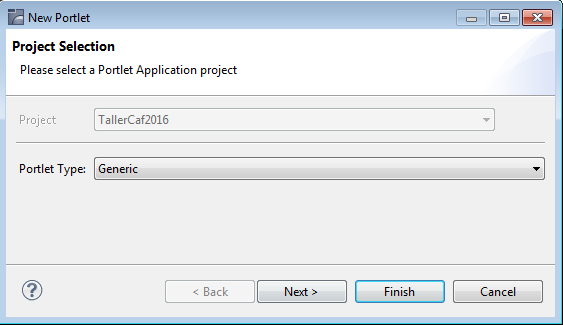 New Portlet
Project Selection
Please select a Portlet Application project
Project TallerCaf2016
Portlet Type: Generic
? < Back Next > Finish Cancel